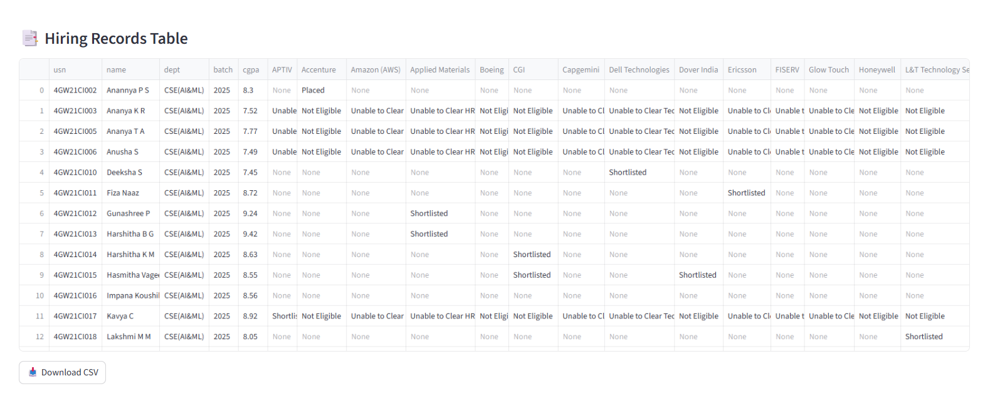 Hiring Records Table
usn name dept batch cgpa APTIV Accenture Amazon (AWS) Applied Materials Boeing CGI Capgemini Dell Technologies Dover India Ericsson FISERV Glow Touch Honeywell L&T Technology Se
0 4GW21CI002 Anannya P S CSE(AI&ML) 2025 8.3 None Placed None None None None None None None None None None None None
1 4GW21CI003 Ananya K R CSE(AI&ML) 2025 7.52 Unable Not Eligible Unable to Clear Unable to Clear HR Not Eligi Not Eligible Unable to Cl Unable to Clear Tec Not Eligible Unable to Cl Unable t Unable to Cle Not Eligible Not Eligible
2 4GW21CI005 Ananya T A CSE(AI&ML) 2025 7.77 Unable Not Eligible Unable to Clear Unable to Clear HR Not Eligi Not Eligible Unable to Cl Unable to Clear Tec Not Eligible Unable to Cl Unable t Unable to Cle Not Eligible Not Eligible
3 4GW21CI006 Anusha S CSE(AI&ML) 2025 7.49 Unable Not Eligible Unable to Clear Unable to Clear HR Not Eligi Not Eligible Unable to Cl Unable to Clear Tec Not Eligible Unable to Cl Unable t Unable to Cle Not Eligible Not Eligible
4 4GW21CI010 Deeksha S CSE(AI&ML) 2025 7.45 None None None None None None None Shortlisted None None None None None None
5 4GW21CI011 Fiza Naaz CSE(AI&ML) 2025 8.72 None None None None None None None None None Shortlisted None None None None
6 4GW21CI012 Gunashree P CSE(AI&ML) 2025 9.24 None None None Shortlisted None None None None None None None None None None
7 4GW21CI013 Harshitha B G CSE(AI&ML) 2025 9.42 None None None Shortlisted None None None None None None None None None None
8 4GW21CI014 Harshitha K M CSE(AI&ML) 2025 8.63 None None None None None Shortlisted None None None None None None None None
9 4GW21CI015 Hasmitha Vagee CSE(AI&ML) 2025 8.55 None None None None None Shortlisted None None Shortlisted None None None None None
10 4GW21CI016 Impana Koushil CSE(AI&ML) 2025 8.56 None None None None None None None None None None None None None None
11 4GW21CI017 Kavya C CSE(AI&ML) 2025 8.92 Shortlis Not Eligible Unable to Clear Unable to Clear HR Not Eligi Not Eligible Unable to Cl Unable to Clear Tec Not Eligible Unable to Cl Unable t Unable to Cle Not Eligible Not Eligible
12 4GW21CI018 Lakshmi M M CSE(AI&ML) 2025 8.05 None None None None None None None None None None None None None Shortlisted
Download CSV